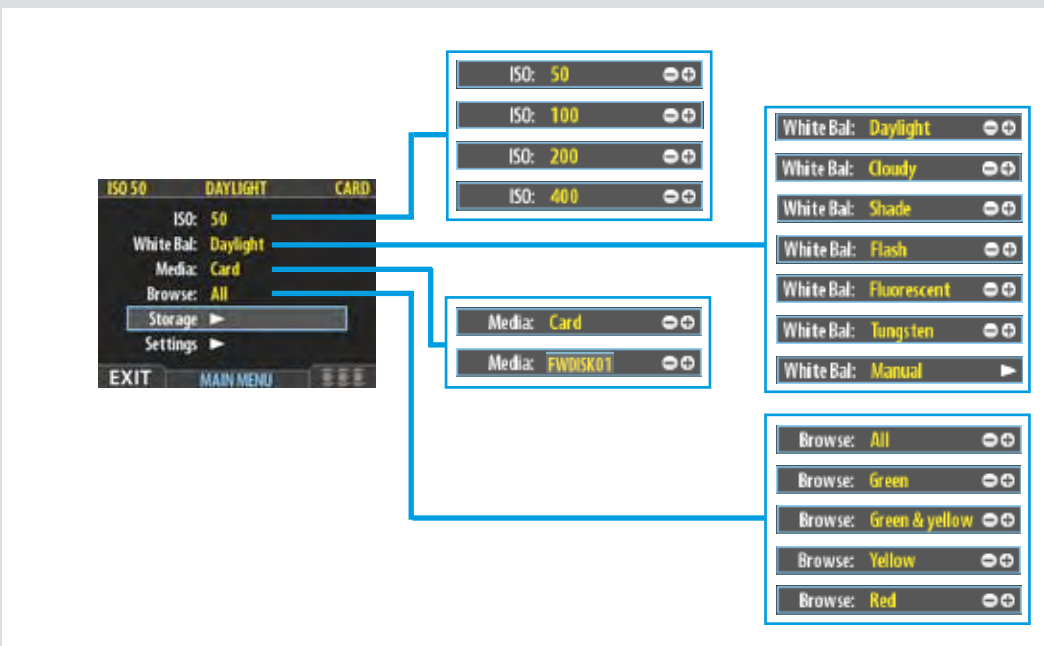 ISO 50 DAYLIGHT CARD
ISO: 50
White Bal: Daylight
Media: Card
Browse: All
Storage
Settings
EXIT MAIN MENU
ISO: 50
ISO: 100
ISO: 200
ISO: 400
Media: Card
Media: FWDISK01
White Bal: Daylight
White Bal: Cloudy
White Bal: Shade
White Bal: Flash
White Bal: Fluorescent
White Bal: Tungsten
White Bal: Manual
Browse: All
Browse: Green
Browse: Green & yellow
Browse: Yellow
Browse: Red